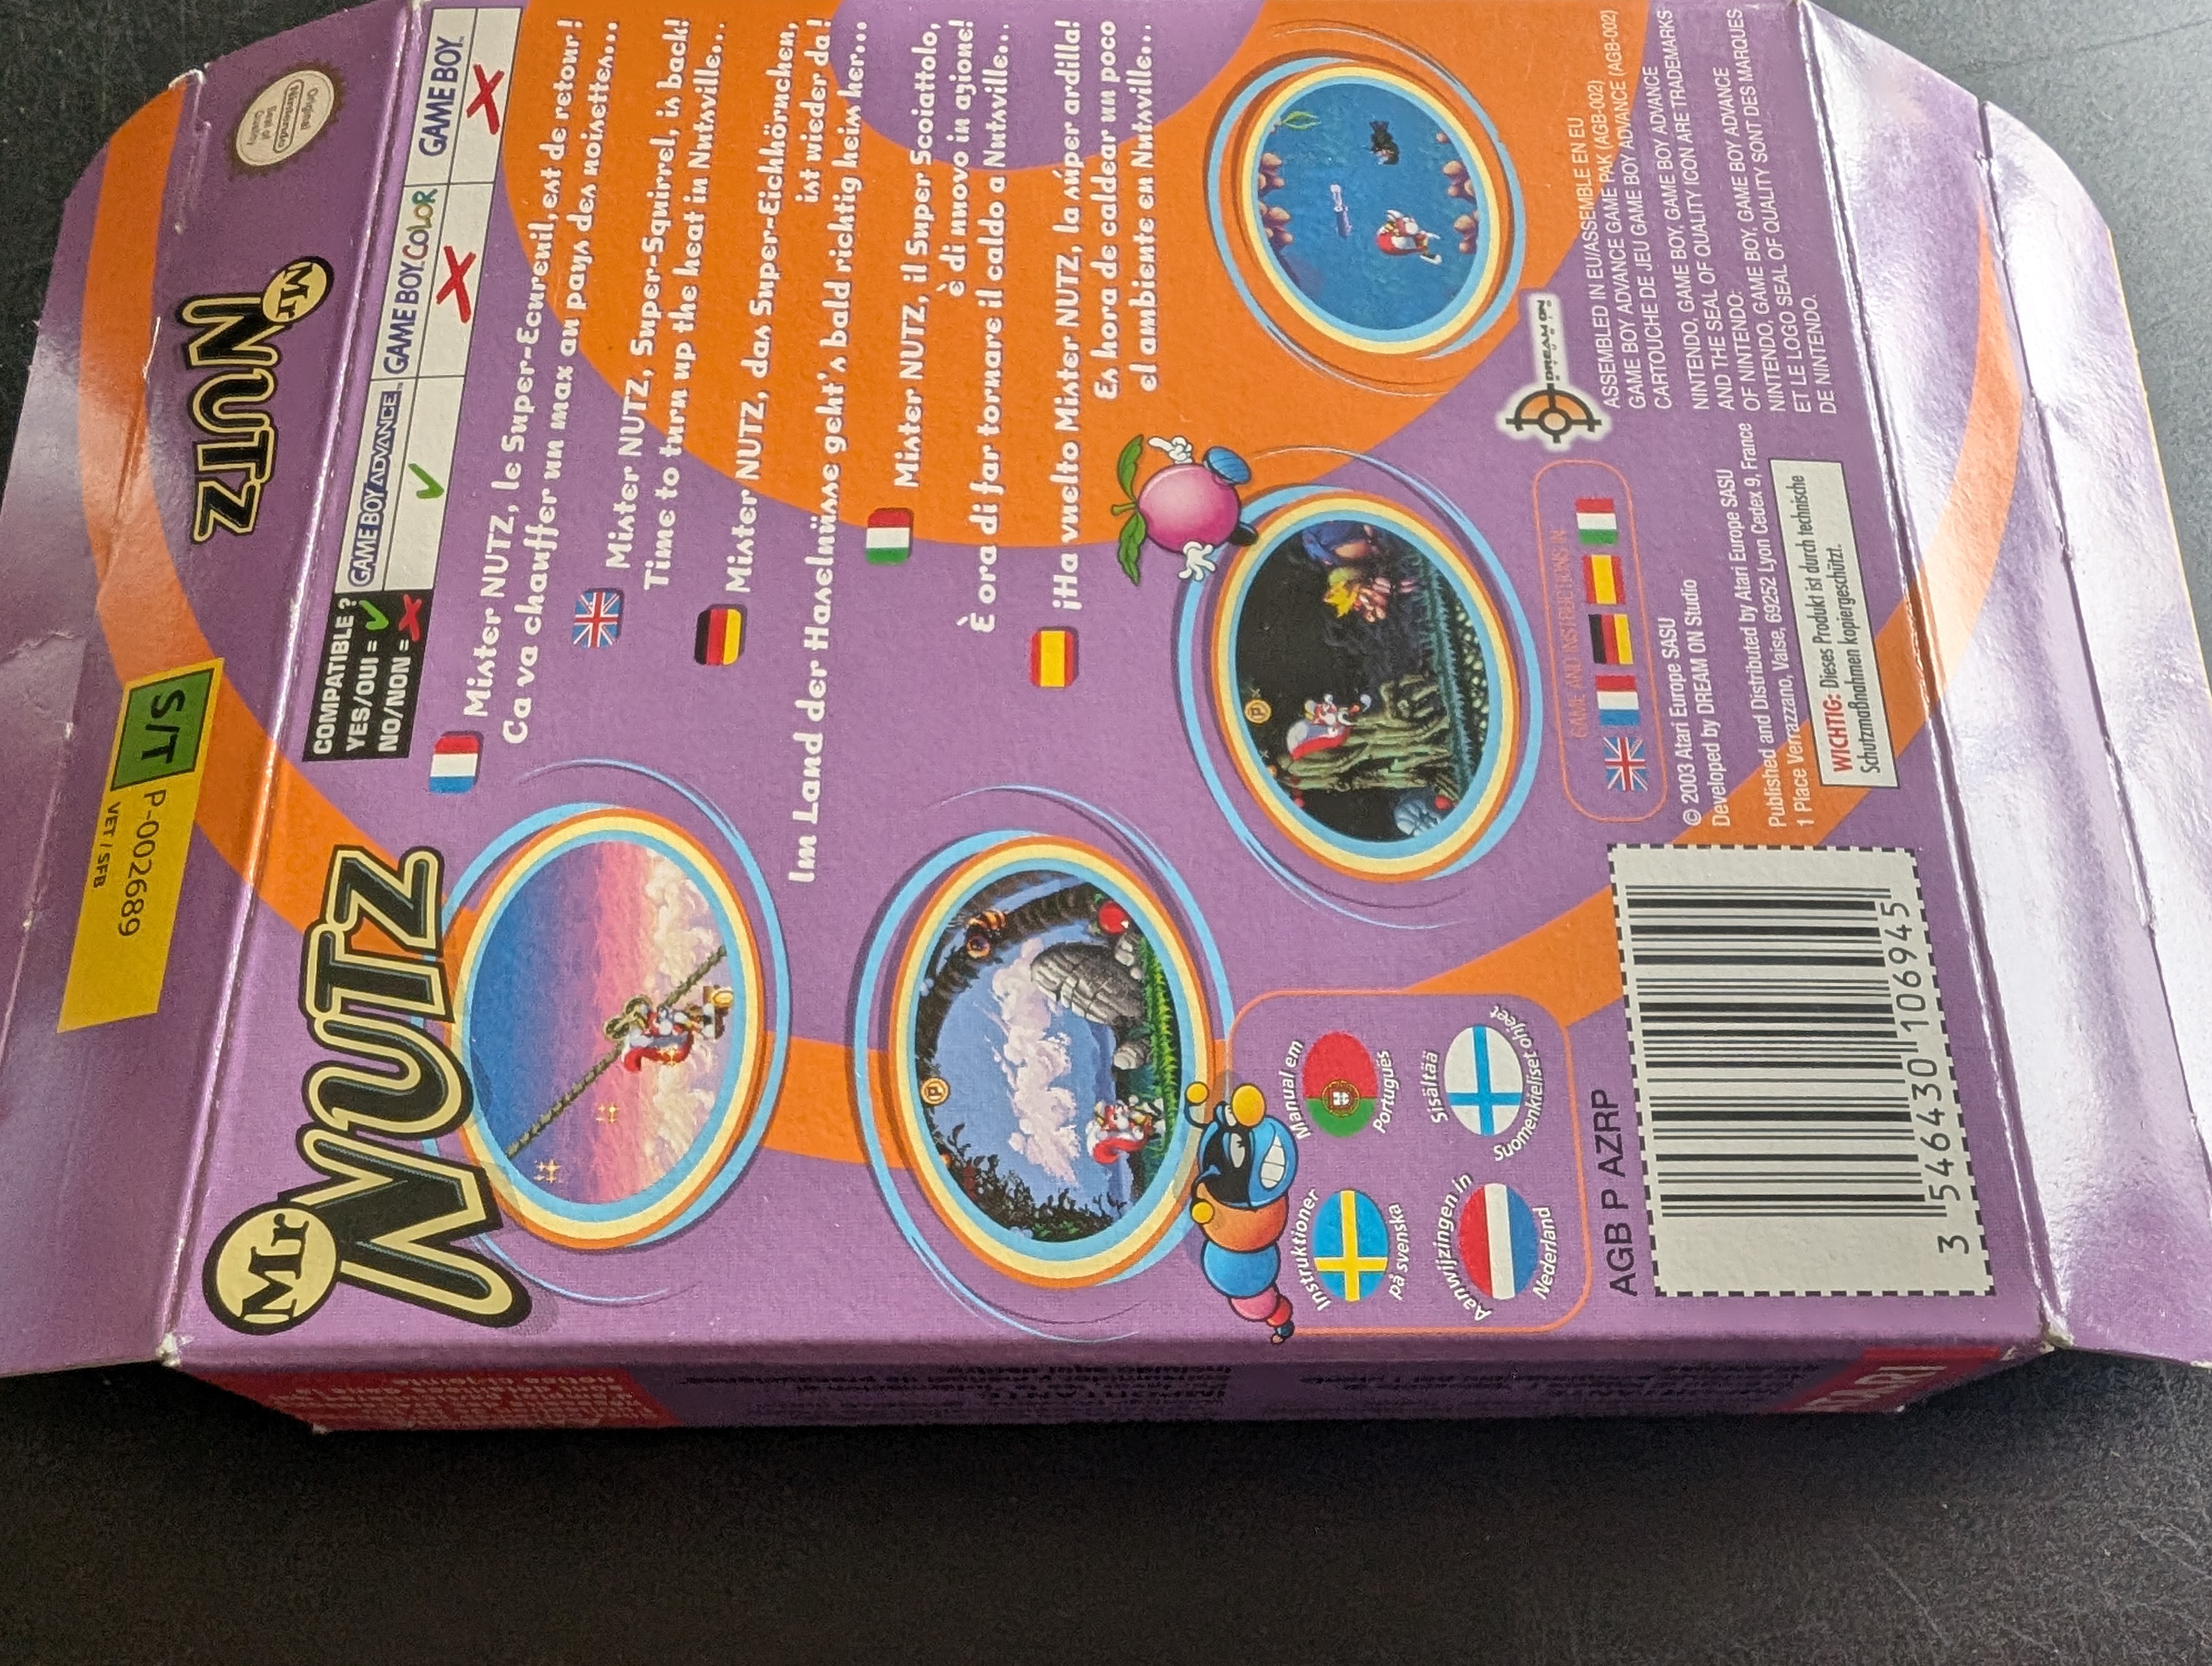 Original
Nintendo
Seal of
Quality
Mr
NUTZ
S/T
P-002689
VET / SFB
COMPATIBLE ?
YES/OUI =
NO/NON =
GAME BOY ADVANCE
GAME BOY COLOR
GAME BOY
Mr
NUTZ
Mister NUTZ, le Super-Ecureuil, est de retour !
Ca va chauffer un max au pays des noisettes...
Mister NUTZ, Super-Squirrel, is back!
Time to turn up the heat in Nutsville...
Mister NUTZ, das Super-Eichhörnchen,
ist wieder da!
Im Land der Haselnüsse geht's bald richtig heiss her...
Mister NUTZ, il Super Scoiattolo,
è di nuovo in azione!
È ora di far tornare il caldo a Nutsville...
¡Ha vuelto Mister NUTZ, la súper ardilla!
Es hora de caldear un poco
el ambiente en Nutsville...
Manual em
Português
Sisältää
Suomenkieliset ohjeet
Instruktioner
på svenska
Aanwijzingen in
Nederland
GAME AND INSTRUCTIONS IN
DREAM ON
© 2003 Atari Europe SASU
Developed by DREAM ON Studio
Published and Distributed by Atari Europe SASU
1 Place Verrazzano, Vaise, 69252 Lyon Cedex 9, France
WICHTIG: Dieses Produkt ist durch technische
Schutzmaßnahmen kopiergeschützt.
ASSEMBLED IN EU/ASSEMBLE EN EU
GAME BOY ADVANCE GAME PAK (AGB-002)
CARTOUCHE DE JEU GAME BOY ADVANCE (AGB-002)
NINTENDO, GAME BOY, GAME BOY ADVANCE
AND THE SEAL OF QUALITY ICON ARE TRADEMARKS
OF NINTENDO.
NINTENDO, GAME BOY, GAME BOY ADVANCE
ET LE LOGO SEAL OF QUALITY SONT DES MARQUES
DE NINTENDO.
AGB P AZRP
3 546430 106945